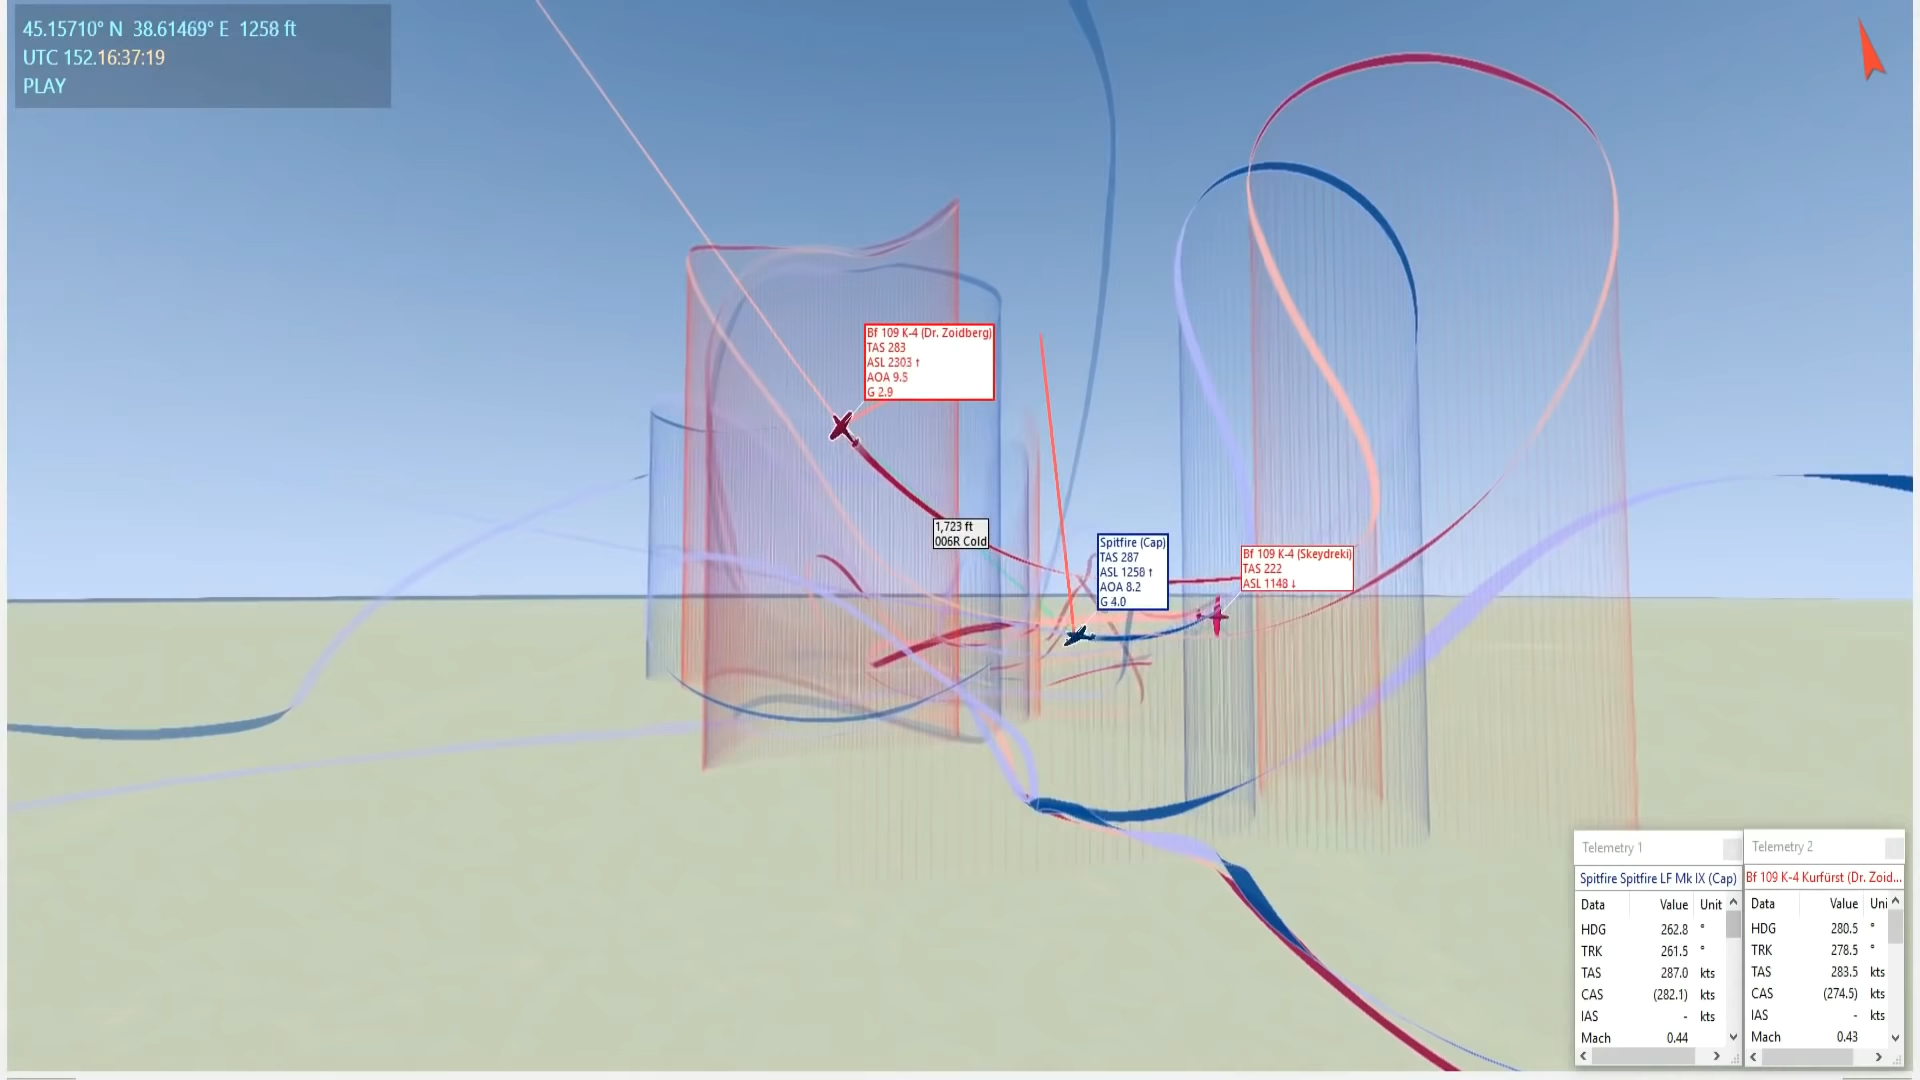 45.15710° N 38.61469° E 1258 ft
UTC 152.16:37:19
PLAY
Bf 109 K-4 (Dr. Zoidberg)
TAS 283
ASL 2303 ↑
AOA 9.5
G 2.9
1,723 ft
006R Cold
Spitfire (Cap)
TAS 287
ASL 1258 ↑
AOA 8.2
G 4.0
Bf 109 K-4 (Skeydreki)
TAS 222
ASL 1148 ↓
Telemetry 1
Spitfire Spitfire LF Mk IX (Cap)
Data Value Unit
HDG 262.8 °
TRK 261.5 °
TAS 287.0 kts
CAS (282.1) kts
IAS - kts
Mach 0.44
Telemetry 2
Bf 109 K-4 Kurfürst (Dr. Zoid...
Data Value Uni
HDG 280.5 °
TRK 278.5 °
TAS 283.5 kts
CAS (274.5) kts
IAS - kts
Mach 0.43